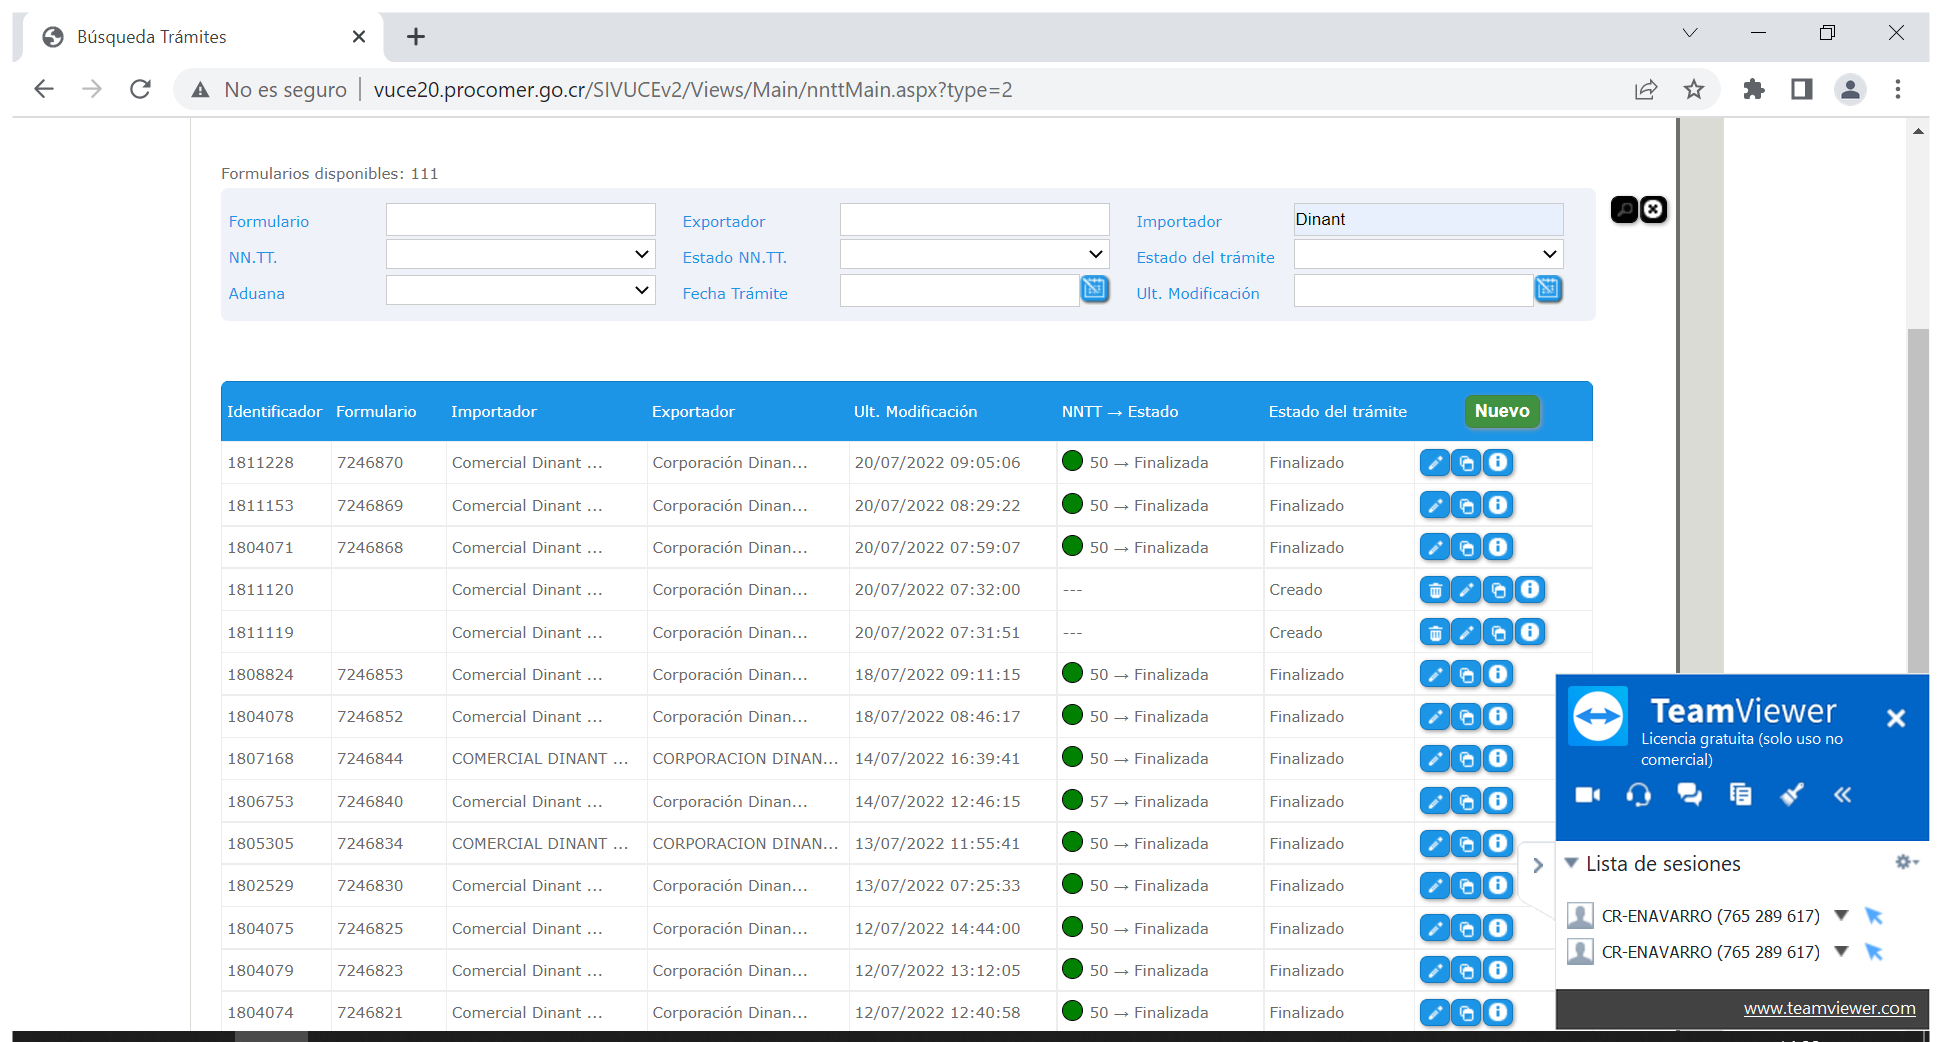 Búsqueda Trámites
No es seguro | vuce20.procomer.go.cr/SIVUCEv2/Views/Main/nnttMain.aspx?type=2
Formularios disponibles: 111
Formulario Exportador Importador Dinant
NN.TT. Estado NN.TT. Estado del trámite
Aduana Fecha Trámite Ult. Modificación
Identificador Formulario Importador Exportador Ult. Modificación NNTT → Estado Estado del trámite Nuevo
1811228 7246870 Comercial Dinant ... Corporación Dinan... 20/07/2022 09:05:06 50 → Finalizada Finalizado
1811153 7246869 Comercial Dinant ... Corporación Dinan... 20/07/2022 08:29:22 50 → Finalizada Finalizado
1804071 7246868 Comercial Dinant ... Corporación Dinan... 20/07/2022 07:59:07 50 → Finalizada Finalizado
1811120 Comercial Dinant ... Corporación Dinan... 20/07/2022 07:32:00 --- Creado
1811119 Comercial Dinant ... Corporación Dinan... 20/07/2022 07:31:51 --- Creado
1808824 7246853 Comercial Dinant ... Corporación Dinan... 18/07/2022 09:11:15 50 → Finalizada Finalizado
1804078 7246852 Comercial Dinant ... Corporación Dinan... 18/07/2022 08:46:17 50 → Finalizada Finalizado
1807168 7246844 COMERCIAL DINANT ... CORPORACION DINAN... 14/07/2022 16:39:41 50 → Finalizada Finalizado
1806753 7246840 Comercial Dinant ... Corporación Dinan... 14/07/2022 12:46:15 57 → Finalizada Finalizado
1805305 7246834 COMERCIAL DINANT ... CORPORACION DINAN... 13/07/2022 11:55:41 50 → Finalizada Finalizado
1802529 7246830 Comercial Dinant ... Corporación Dinan... 13/07/2022 07:25:33 50 → Finalizada Finalizado
1804075 7246825 Comercial Dinant ... Corporación Dinan... 12/07/2022 14:44:00 50 → Finalizada Finalizado
1804079 7246823 Comercial Dinant ... Corporación Dinan... 12/07/2022 13:12:05 50 → Finalizada Finalizado
1804074 7246821 Comercial Dinant ... Corporación Dinan... 12/07/2022 12:40:58 50 → Finalizada Finalizado
TeamViewer
Licencia gratuita (solo uso no
comercial)
Lista de sesiones
CR-ENAVARRO (765 289 617)
CR-ENAVARRO (765 289 617)
www.teamviewer.com